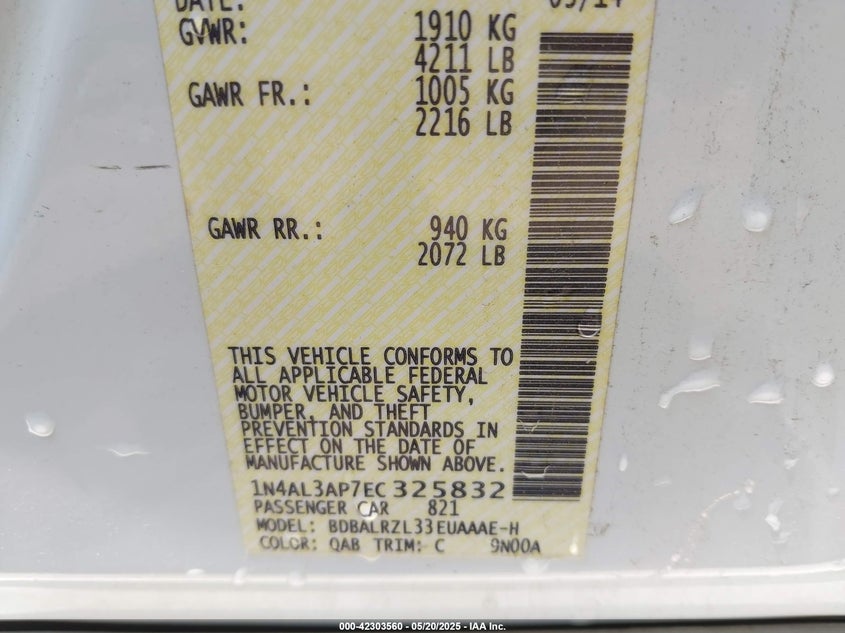 DATE: 05/14
GVWR: 1910 KG
4211 LB
GAWR FR.: 1005 KG
2216 LB
GAWR RR.: 940 KG
2072 LB
THIS VEHICLE CONFORMS TO
ALL APPLICABLE FEDERAL
MOTOR VEHICLE SAFETY,
BUMPER, AND THEFT
PREVENTION STANDARDS IN
EFFECT ON THE DATE OF
MANUFACTURE SHOWN ABOVE.
1N4AL3AP7EC325832
PASSENGER CAR 821
MODEL: BDBALRZL33EUAAAE-H
COLOR: QAB TRIM: C 9N00A
000-42303560 - 05/20/2025 - IAA Inc.